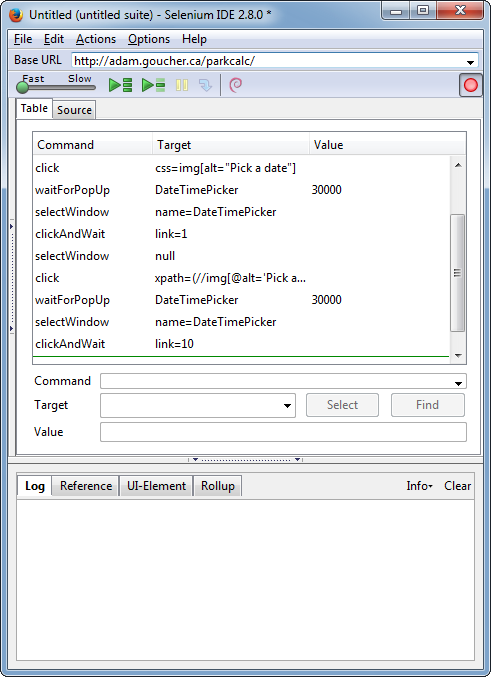 Untitled (untitled suite) - Selenium IDE 2.8.0 *
File Edit Actions Options Help
Base URL http://adam.goucher.ca/parkcalc/
Fast Slow
Table Source
Command Target Value
click css=img[alt="Pick a date"]
waitForPopUp DateTimePicker 30000
selectWindow name=DateTimePicker
clickAndWait link=1
selectWindow null
click xpath=(//img[@alt='Pick a...
waitForPopUp DateTimePicker 30000
selectWindow name=DateTimePicker
clickAndWait link=10
Command
Target Select Find
Value
Log Reference UI-Element Rollup Info Clear